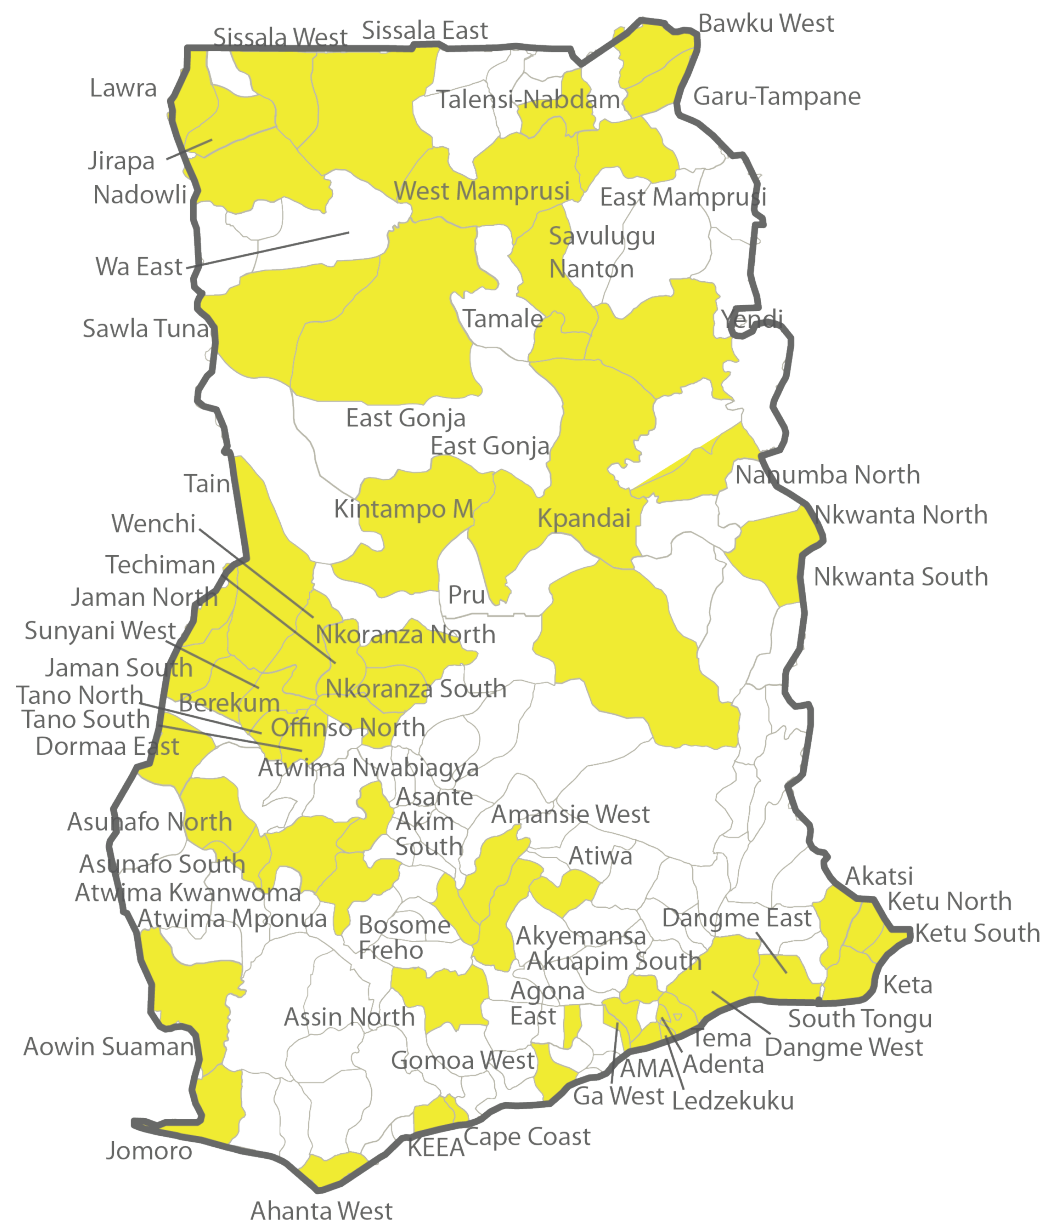 Bawku West
Sissala West
Sissala East
Lawra
Talensi-Nabdam
Garu-Tampane
Jirapa
Nadowli
West Mamprusi
East Mamprusi
Wa East
Savulugu
Nanton
Sawla Tuna
Tamale
Yendi
East Gonja
East Gonja
Tain
Nanumba North
Kintampo M
Kpandai
Nkwanta North
Wenchi
Techiman
Nkwanta South
Jaman North
Pru
Sunyani West
Nkoranza North
Jaman South
Tano North
Berekum
Nkoranza South
Tano South
Offinso North
Dormaa East
Atwima Nwabiagya
Asante
Akim
South
Amansie West
Asunafo North
Atiwa
Asunafo South
Akatsi
Atwima Kwanwoma
Ketu North
Atwima Mponua
Dangme East
Bosome
Freho
Ketu South
Akyemansa
Akuapim South
Keta
Agona
East
Assin North
South Tongu
Aowin Suaman
Tema
Dangme West
Gomoa West
AMA
Adenta
Ga West
Ledzekuku
Jomoro
KEEA
Cape Coast
Ahanta West